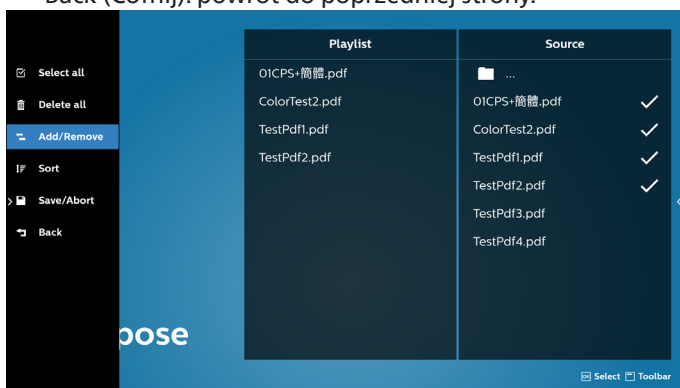 Back (Cofnij): powrót do poprzedniej strony.
Select all
Delete all
Add/Remove
Sort
Save/Abort
Back
Playlist
01CPS+簡體.pdf
ColorTest2.pdf
TestPdf1.pdf
TestPdf2.pdf
Source
...
01CPS+簡體.pdf
ColorTest2.pdf
TestPdf1.pdf
TestPdf2.pdf
TestPdf3.pdf
TestPdf4.pdf
pose
OK Select Toolbar